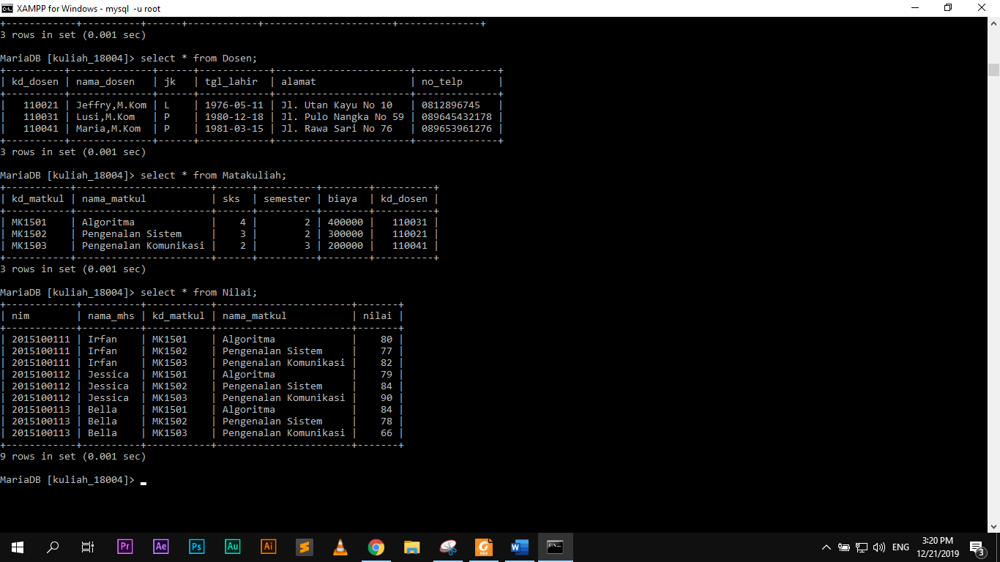 XAMPP for Windows - mysql  -u root
+------------+-----------+------+------------+----------------------+--------------+
3 rows in set (0.001 sec)
MariaDB [kuliah_18004]> select * from Dosen;
+----------+--------------+------+------------+-----------------------+--------------+
| kd_dosen | nama_dosen   | jk   | tgl_lahir  | alamat                | no_telp      |
+----------+--------------+------+------------+-----------------------+--------------+
|   110021 | Jeffry,M.Kom | L    | 1976-05-11 | Jl. Utan Kayu No 10   | 0812896745   |
|   110031 | Lusi,M.Kom   | P    | 1980-12-18 | Jl. Pulo Nangka No 59 | 089645432178 |
|   110041 | Maria,M.Kom  | P    | 1981-03-15 | Jl. Rawa Sari No 76   | 089653961276 |
+----------+--------------+------+------------+-----------------------+--------------+
3 rows in set (0.001 sec)
MariaDB [kuliah_18004]> select * from Matakuliah;
+-----------+-----------------------+------+----------+--------+----------+
| kd_matkul | nama_matkul           | sks  | semester | biaya  | kd_dosen |
+-----------+-----------------------+------+----------+--------+----------+
| MK1501    | Algoritma             |    4 |        2 | 400000 |   110031 |
| MK1502    | Pengenalan Sistem     |    3 |        2 | 300000 |   110021 |
| MK1503    | Pengenalan Komunikasi |    2 |        3 | 200000 |   110041 |
+-----------+-----------------------+------+----------+--------+----------+
3 rows in set (0.001 sec)
MariaDB [kuliah_18004]> select * from Nilai;
+------------+----------+-----------+-----------------------+-------+
| nim        | nama_mhs | kd_matkul | nama_matkul           | nilai |
+------------+----------+-----------+-----------------------+-------+
| 2015100111 | Irfan    | MK1501    | Algoritma             |    80 |
| 2015100111 | Irfan    | MK1502    | Pengenalan Sistem     |    77 |
| 2015100111 | Irfan    | MK1503    | Pengenalan Komunikasi |    82 |
| 2015100112 | Jessica  | MK1501    | Algoritma             |    79 |
| 2015100112 | Jessica  | MK1502    | Pengenalan Sistem     |    84 |
| 2015100112 | Jessica  | MK1503    | Pengenalan Komunikasi |    90 |
| 2015100113 | Bella    | MK1501    | Algoritma             |    84 |
| 2015100113 | Bella    | MK1502    | Pengenalan Sistem     |    78 |
| 2015100113 | Bella    | MK1503    | Pengenalan Komunikasi |    66 |
+------------+----------+-----------+-----------------------+-------+
9 rows in set (0.001 sec)
MariaDB [kuliah_18004]> _
Pr Ae Ps Au Ai ENG 3:20 PM
12/21/2019 3